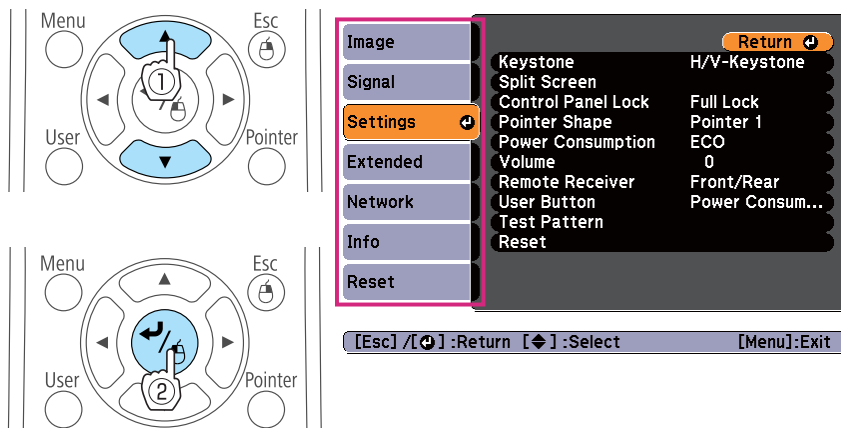 Menu
Esc
1
User
Pointer
Menu
Esc
User
2
Pointer
Image
Signal
Settings
Extended
Network
Info
Reset
Return
Keystone H/V-Keystone
Split Screen
Control Panel Lock Full Lock
Pointer Shape Pointer 1
Power Consumption ECO
Volume 0
Remote Receiver Front/Rear
User Button Power Consum...
Test Pattern
Reset
[Esc] /[ ] :Return [ ] :Select [Menu]:Exit